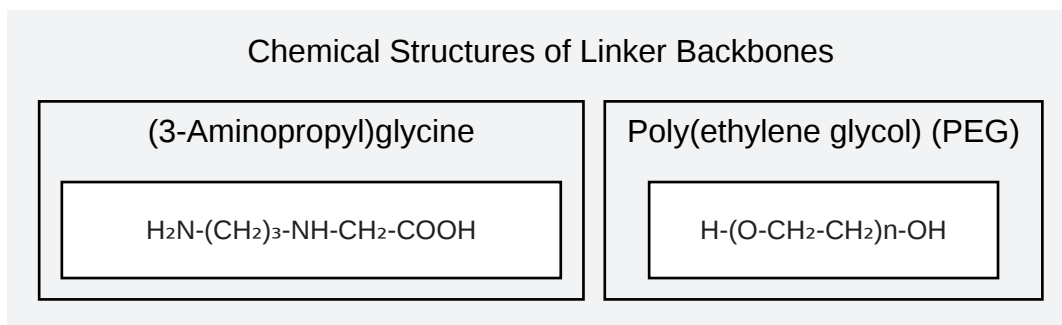 Chemical Structures of Linker Backbones
(3-Aminopropyl)glycine
H₂N-(CH₂)₃-NH-CH₂-COOH
Poly(ethylene glycol) (PEG)
H-(O-CH₂-CH₂)n-OH